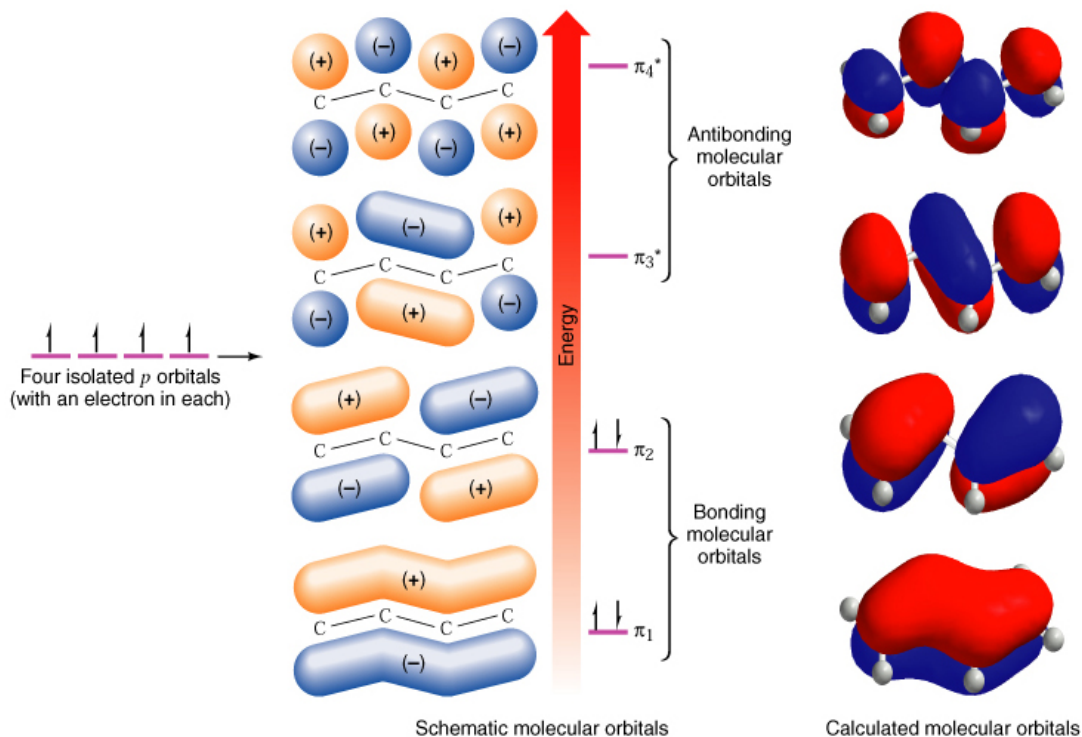 (+) (−) (+) (−)
C C C C
(−) (+) (−) (+)
π4*
Antibonding
molecular
orbitals
(+) (−) (+)
C C C C
(−) (+) (−)
π3*
Energy
Four isolated p orbitals
(with an electron in each)
(+) (−)
C C C C
(−) (+)
π2
Bonding
molecular
orbitals
(+)
C C C C
(−)
π1
Schematic molecular orbitals
Calculated molecular orbitals